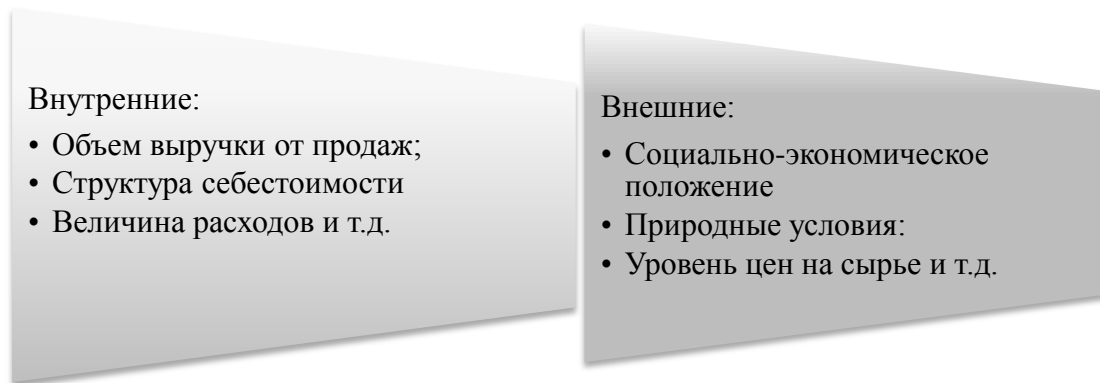 Внутренние:
• Объем выручки от продаж;
• Структура себестоимости
• Величина расходов и т.д.
Внешние:
• Социально-экономическое
положение
• Природные условия:
• Уровень цен на сырье и т.д.